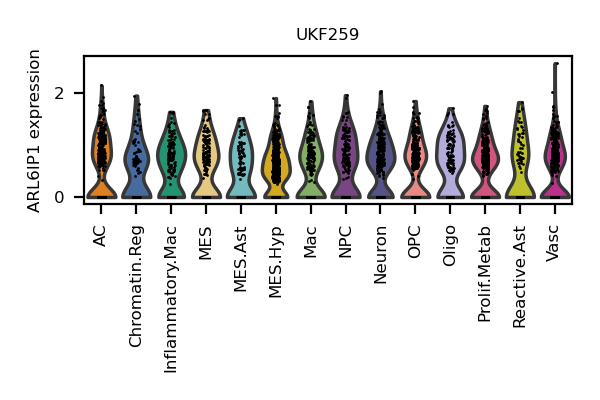 UKF259
ARL6IP1 expression
2
0
AC
Chromatin.Reg
Inflammatory.Mac
MES
MES.Ast
MES.Hyp
Mac
NPC
Neuron
OPC
Oligo
Prolif.Metab
Reactive.Ast
Vasc